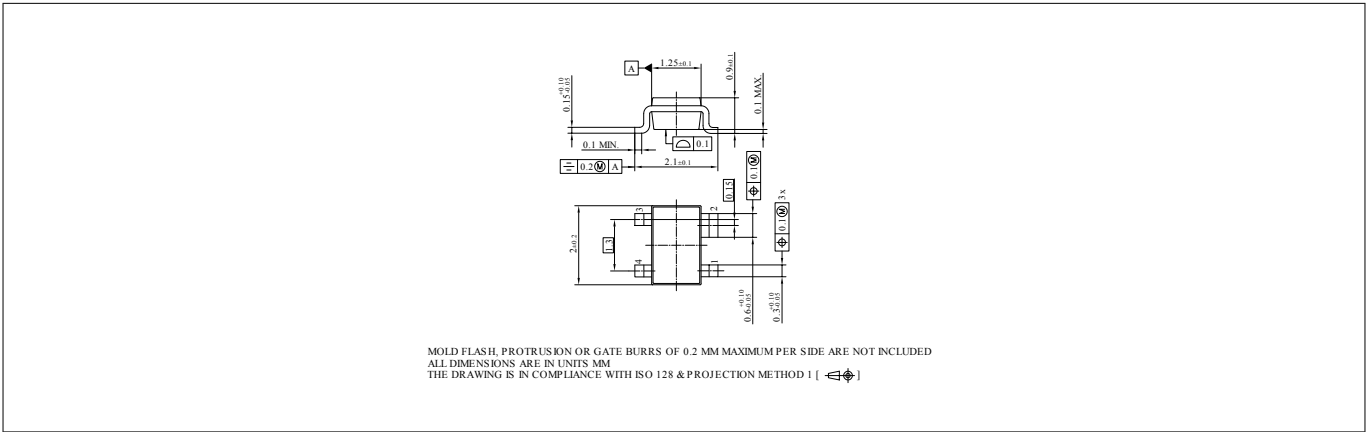 A
1.25±0.1
0.9±0.1
0.1 MAX.
0.15 +0.10 -0.05
0.1 MIN.
0.1
0.2 Ⓜ A
2.1±0.1
0.1Ⓜ
0.15
0.1Ⓜ 3x
3
2
2±0.2
1.3
4
1
0.6 +0.10 -0.05
0.3 +0.10 -0.05
MOLD FLASH, PROTRUSION OR GATE BURRS OF 0.2 MM MAXIMUM PER SIDE ARE NOT INCLUDED
ALL DIMENSIONS ARE IN UNITS MM
THE DRAWING IS IN COMPLIANCE WITH ISO 128 & PROJECTION METHOD 1 [ ]